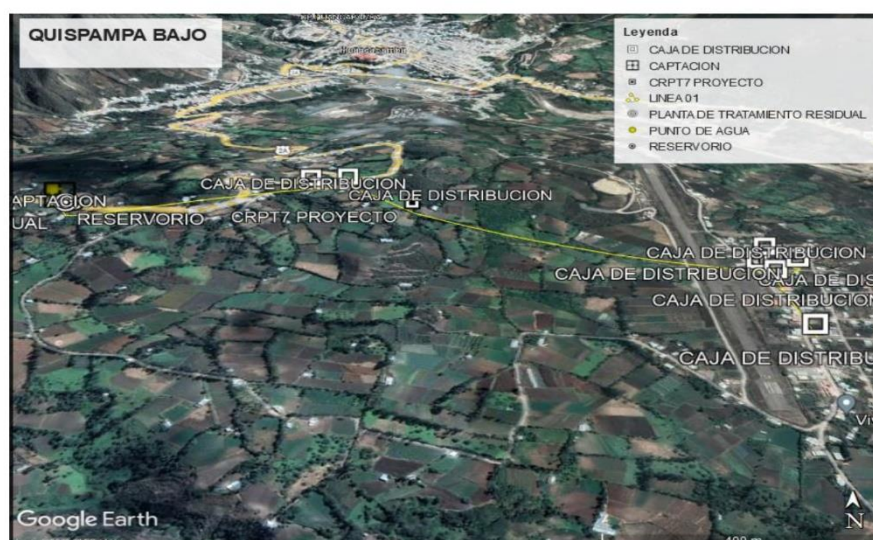 QUISPAMPA BAJO
Leyenda
CAJA DE DISTRIBUCION
CAPTACION
CRPT7 PROYECTO
LINEA 01
PLANTA DE TRATAMIENTO RESIDUAL
PUNTO DE AGUA
RESERVORIO
CAJA DE DISTRIBUCION
CAJA DE DISTRIBUCION
APTACION
UAL
RESERVORIO
CRPT7 PROYECTO
CAJA DE DISTRIBUCION
CAJA DE DISTRIBUCION
CAJA DE DIS
CAJA DE DISTRIBUCION
CAJA DE DISTRIBU
Google Earth
N